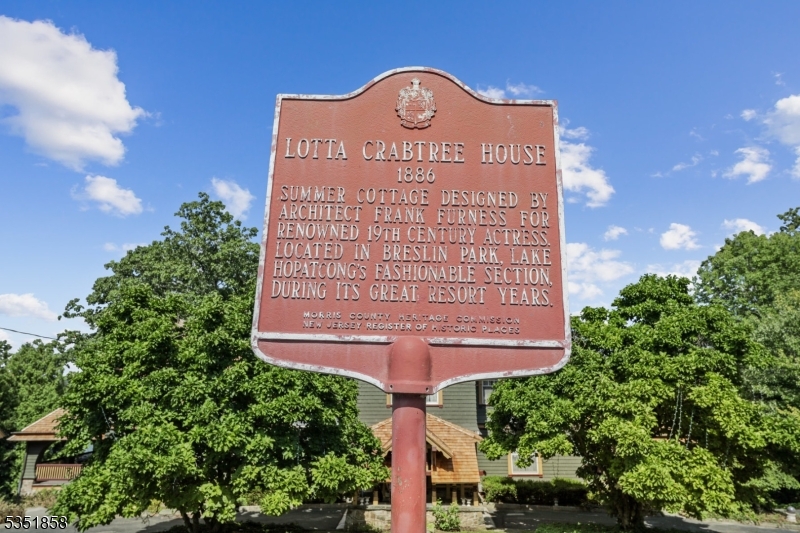 LOTTA CRABTREE HOUSE
1886
SUMMER COTTAGE DESIGNED BY
ARCHITECT FRANK FURNESS FOR
RENOWNED 19TH CENTURY ACTRESS.
LOCATED IN BRESLIN PARK, LAKE
HOPATCONG'S FASHIONABLE SECTION,
DURING ITS GREAT RESORT YEARS.
MORRIS COUNTY HERITAGE COMMISSION
NEW JERSEY REGISTER OF HISTORIC PLACES
©3351858